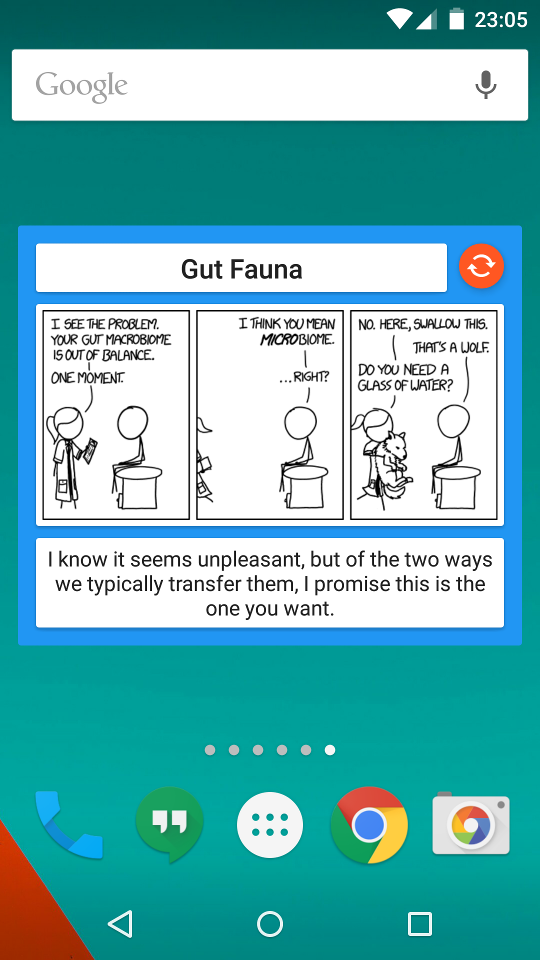 23:05
Google
Gut Fauna
I SEE THE PROBLEM.
YOUR GUT MACROBIOME
IS OUT OF BALANCE.
ONE MOMENT.
I THINK YOU MEAN
MICROBIOME.
...RIGHT?
NO. HERE, SWALLOW THIS.
THAT'S A WOLF.
DO YOU NEED A
GLASS OF WATER?
I know it seems unpleasant, but of the two ways
we typically transfer them, I promise this is the
one you want.